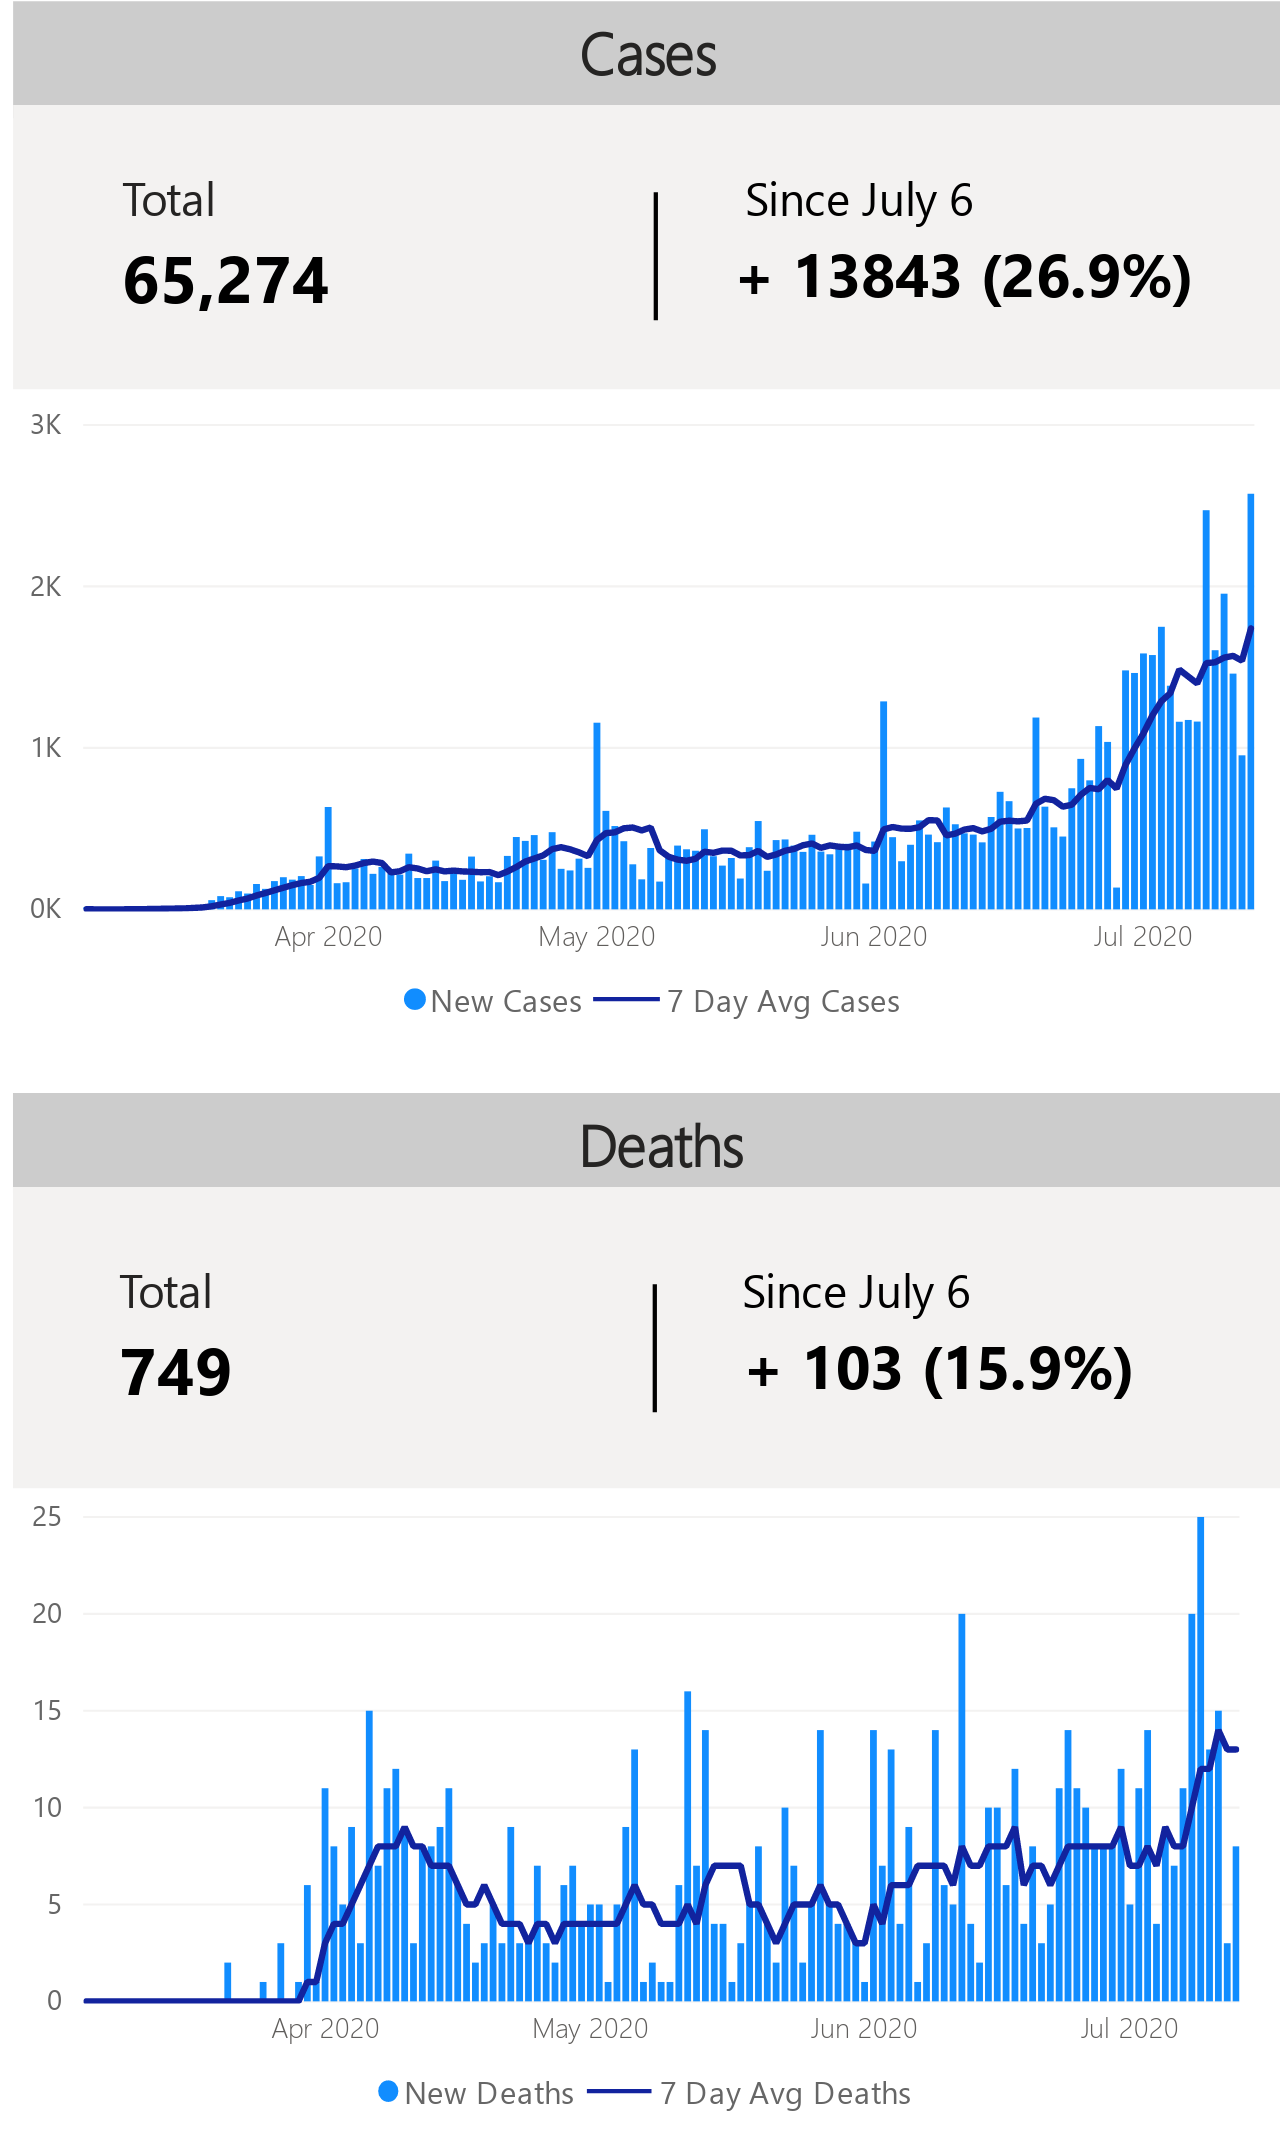 Cases
Total
Since July 6
65,274
+ 13843 (26.9%)
3K
2K
1K
0K
Apr 2020
May 2020
Jun 2020
Jul 2020
New Cases
7 Day Avg Cases
Deaths
Total
Since July 6
749
+ 103 (15.9%)
25
20
15
10
5
0
Apr 2020
May 2020
Jun 2020
Jul 2020
New Deaths
7 Day Avg Deaths